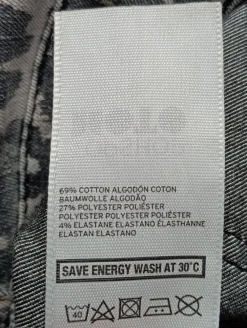 69% COTTON ALGODÓN COTON
BAUMWOLLE ALGODÃO
27% POLYESTER POLIÉSTER
POLYESTER POLYESTER POLIÉSTER
4% ELASTANE ELASTANO ÉLASTHANNE
ELASTAN ELASTANO
SAVE ENERGY WASH AT 30°C
40